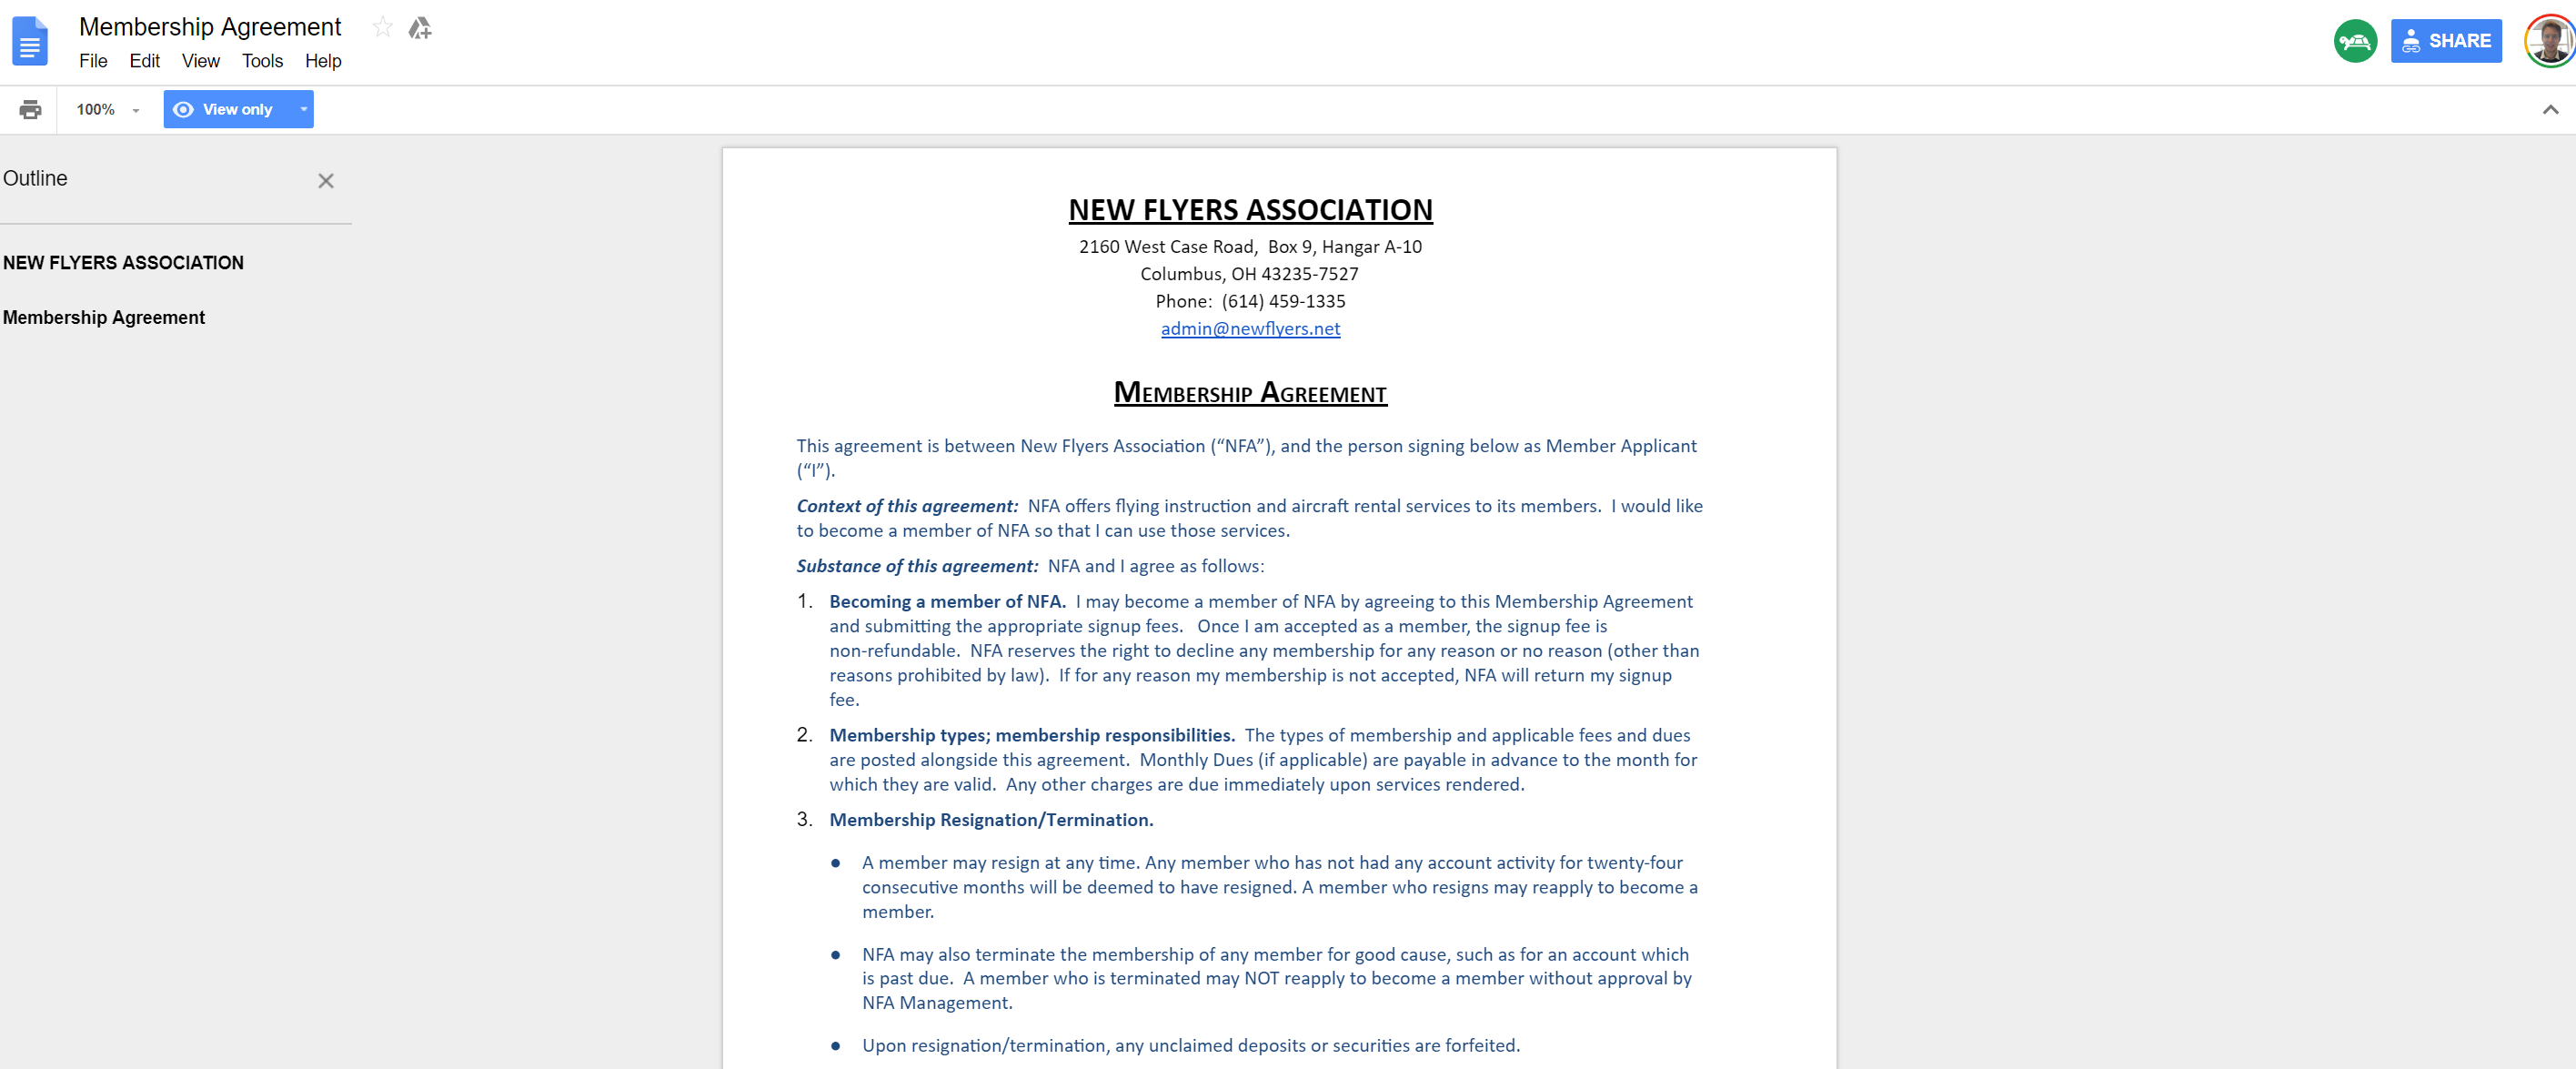 Membership Agreement
File Edit View Tools Help
SHARE
100% View only
Outline
NEW FLYERS ASSOCIATION
Membership Agreement
NEW FLYERS ASSOCIATION
2160 West Case Road, Box 9, Hangar A-10
Columbus, OH 43235-7527
Phone: (614) 459-1335
admin@newflyers.net
MEMBERSHIP AGREEMENT
This agreement is between New Flyers Association (“NFA”), and the person signing below as Member Applicant
(“I”).
Context of this agreement: NFA offers flying instruction and aircraft rental services to its members. I would like
to become a member of NFA so that I can use those services.
Substance of this agreement: NFA and I agree as follows:
1. Becoming a member of NFA. I may become a member of NFA by agreeing to this Membership Agreement
and submitting the appropriate signup fees. Once I am accepted as a member, the signup fee is
non-refundable. NFA reserves the right to decline any membership for any reason or no reason (other than
reasons prohibited by law). If for any reason my membership is not accepted, NFA will return my signup
fee.
2. Membership types; membership responsibilities. The types of membership and applicable fees and dues
are posted alongside this agreement. Monthly Dues (if applicable) are payable in advance to the month for
which they are valid. Any other charges are due immediately upon services rendered.
3. Membership Resignation/Termination.
● A member may resign at any time. Any member who has not had any account activity for twenty-four
consecutive months will be deemed to have resigned. A member who resigns may reapply to become a
member.
● NFA may also terminate the membership of any member for good cause, such as for an account which
is past due. A member who is terminated may NOT reapply to become a member without approval by
NFA Management.
● Upon resignation/termination, any unclaimed deposits or securities are forfeited.